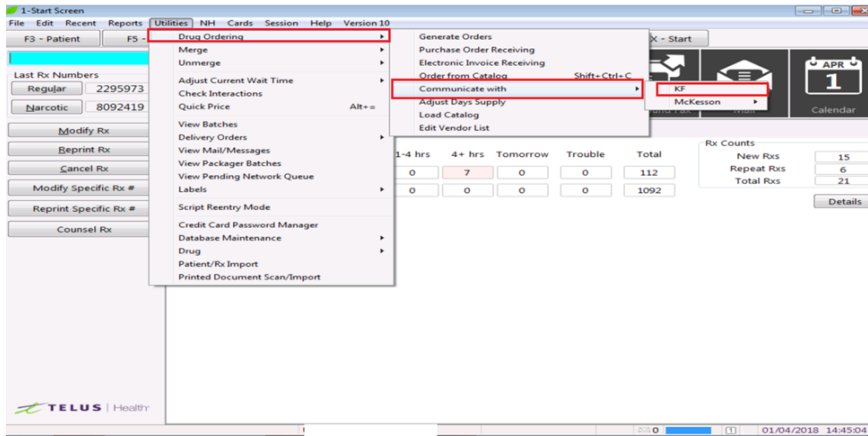 1-Start Screen
File Edit Recent Reports Utilities NH Cards Session Help Version 10
F3 - Patient F5 - X - Start
Drug Ordering
Merge
Unmerge
Adjust Current Wait Time
Check Interactions
Quick Price Alt+=
View Batches
Delivery Orders
View Mail/Messages
View Packager Batches
View Pending Network Queue
Labels
Script Reentry Mode
Credit Card Password Manager
Database Maintenance
Drug
Patient/Rx Import
Printed Document Scan/Import
Generate Orders
Purchase Order Receiving
Electronic Invoice Receiving
Order from Catalog Shift+Ctrl+C
Communicate with
Adjust Days Supply
Load Catalog
Edit Vendor List
KF
McKesson
APR
1
Calendar
Last Rx Numbers
Regular 2295973
Narcotic 8092419
Modify Rx
Reprint Rx
Cancel Rx
Modify Specific Rx #
Reprint Specific Rx #
Counsel Rx
1-4 hrs 4+ hrs Tomorrow Trouble Total
0 7 0 0 112
0 0 0 0 1092
Rx Counts
New Rxs 15
Repeat Rxs 6
Total Rxs 21
Details
TELUS Health
0 1 01/04/2018 14:45:04